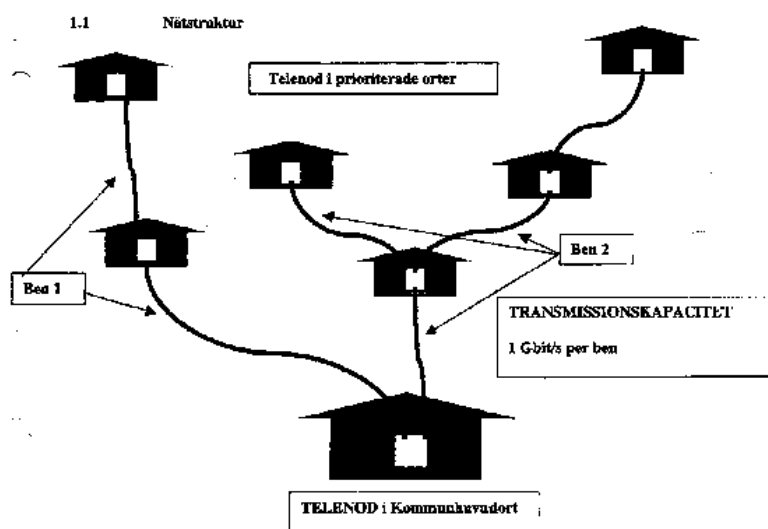 1.1 Nätstruktur
Telenod i prioriterade orter
Ben 2
Ben 1
TRANSMISSIONSKAPACITET
1 Gbit/s per ben
TELENOD i Kommunhuvudort